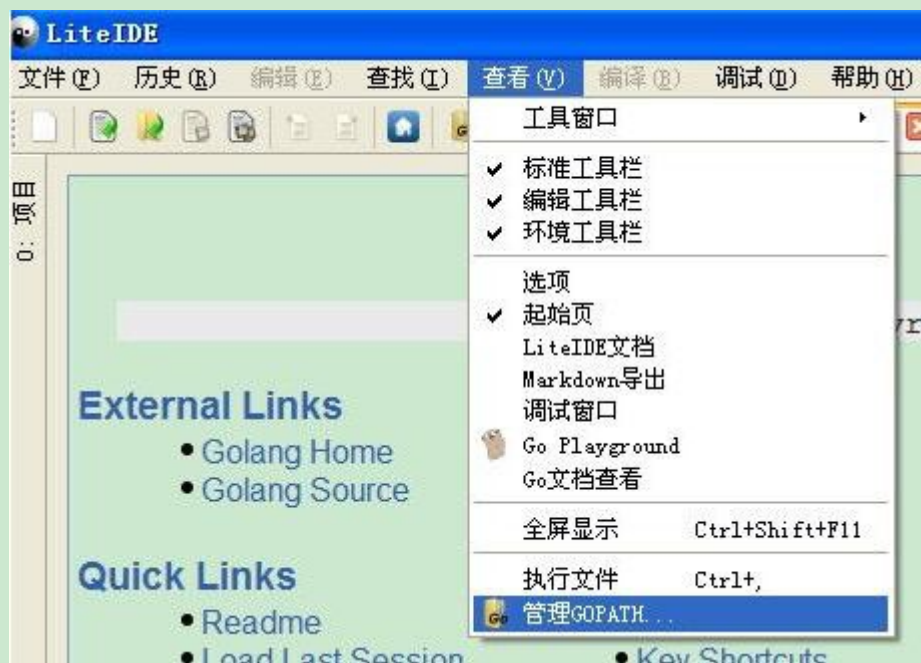 LiteIDE
文件(F) 历史(R) 编辑(E) 查找(I) 查看(V) 编译(B) 调试(D) 帮助(H)
工具窗口
标准工具栏
编辑工具栏
环境工具栏
选项
起始页
LiteIDE文档
Markdown导出
调试窗口
Go Playground
Go文档查看
全屏显示 Ctrl+Shift+F11
执行文件 Ctrl+,
管理GOPATH...
0: 项目
External Links
Golang Home
Golang Source
Quick Links
Readme
Load Last Session
Key Shortcuts